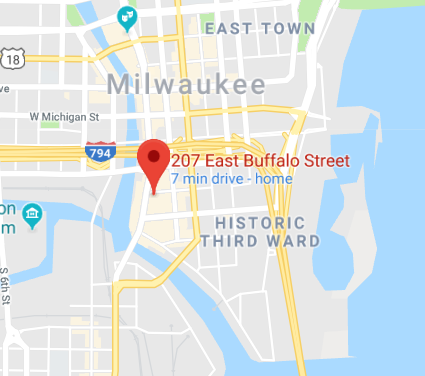 EAST TOWN
18
Milwaukee
ve
W Michigan St
794
207 East Buffalo Street
7 min drive - home
on
m
HISTORIC
THIRD WARD
S 6th St